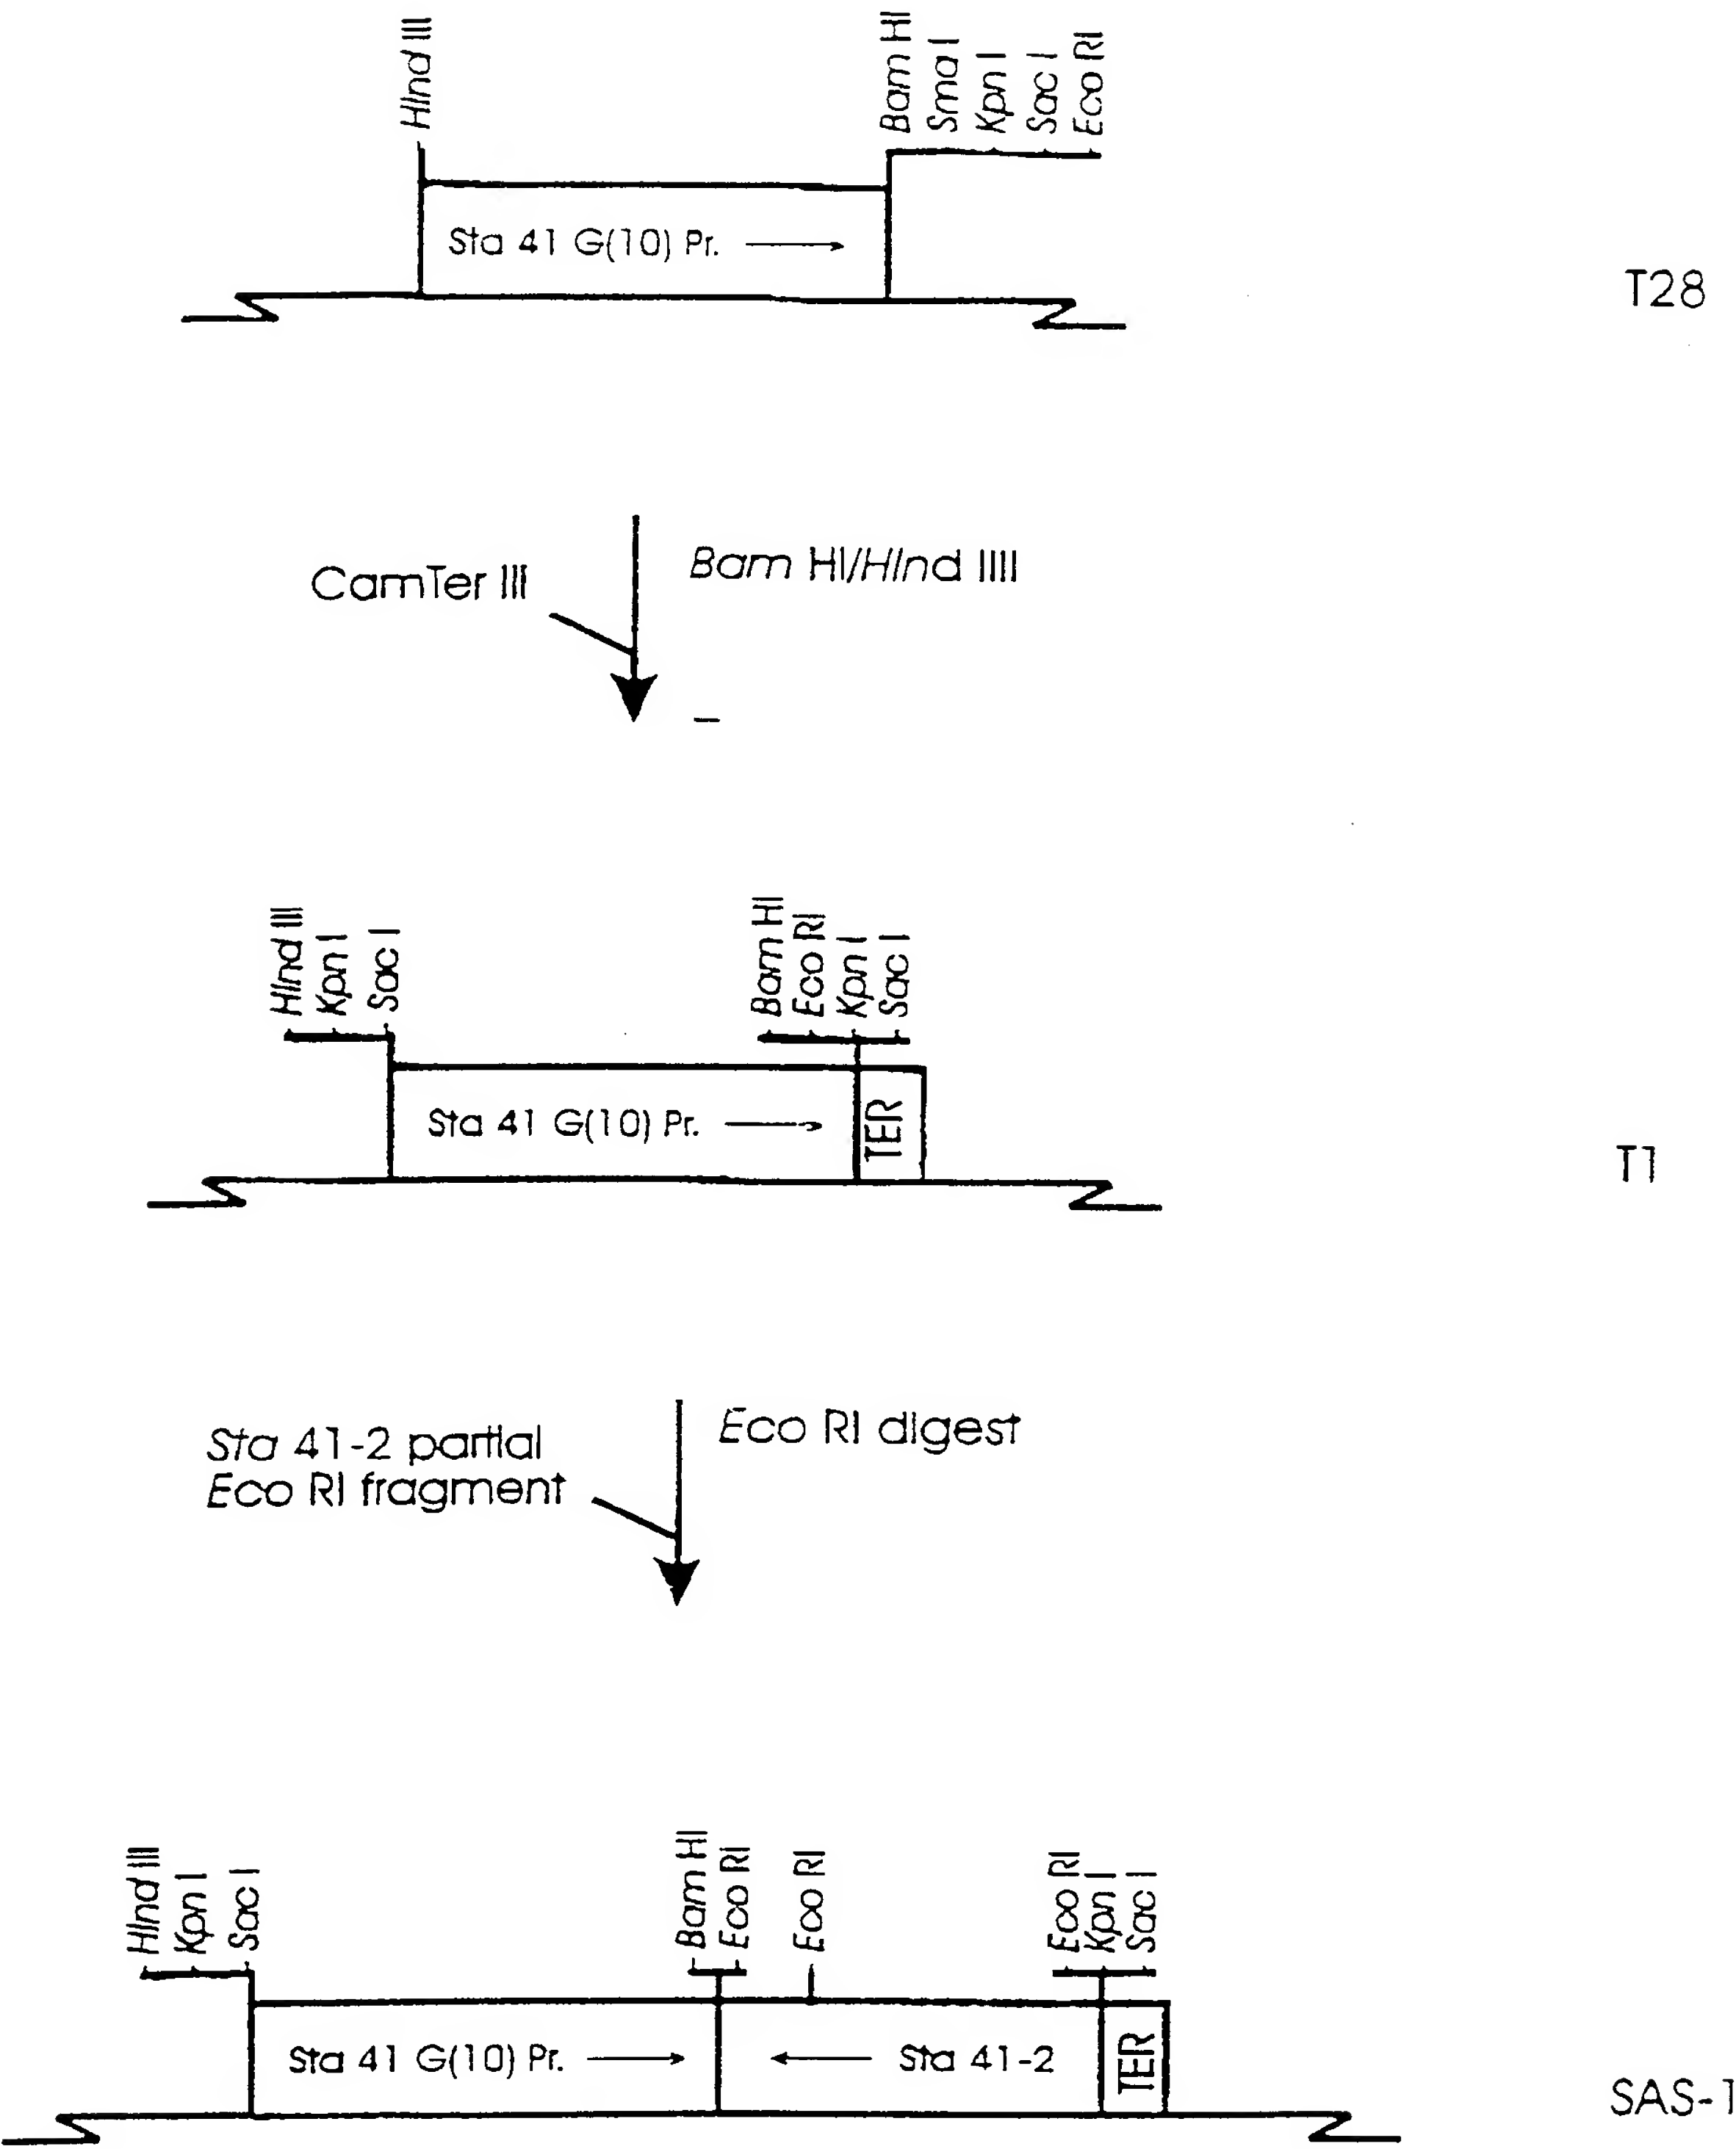 HInd III
Bam HI
Sma I
Kpn I
Sac I
Eco RI
Sta 41 G(10) Pr.
T28
CamTer III
Bam HI/HInd IIII
HInd III
Kpn I
Sac I
Bam HI
Eco RI
Kpn I
Sac I
Sta 41 G(10) Pr.
TER
T1
Sta 41-2 partial
Eco RI fragment
Eco RI digest
HInd III
Kpn I
Sac I
Bam HI
Eco RI
Eco RI
Eco RI
Kpn I
Sac I
Sta 41 G(10) Pr.
Sta 41-2
TER
SAS-1